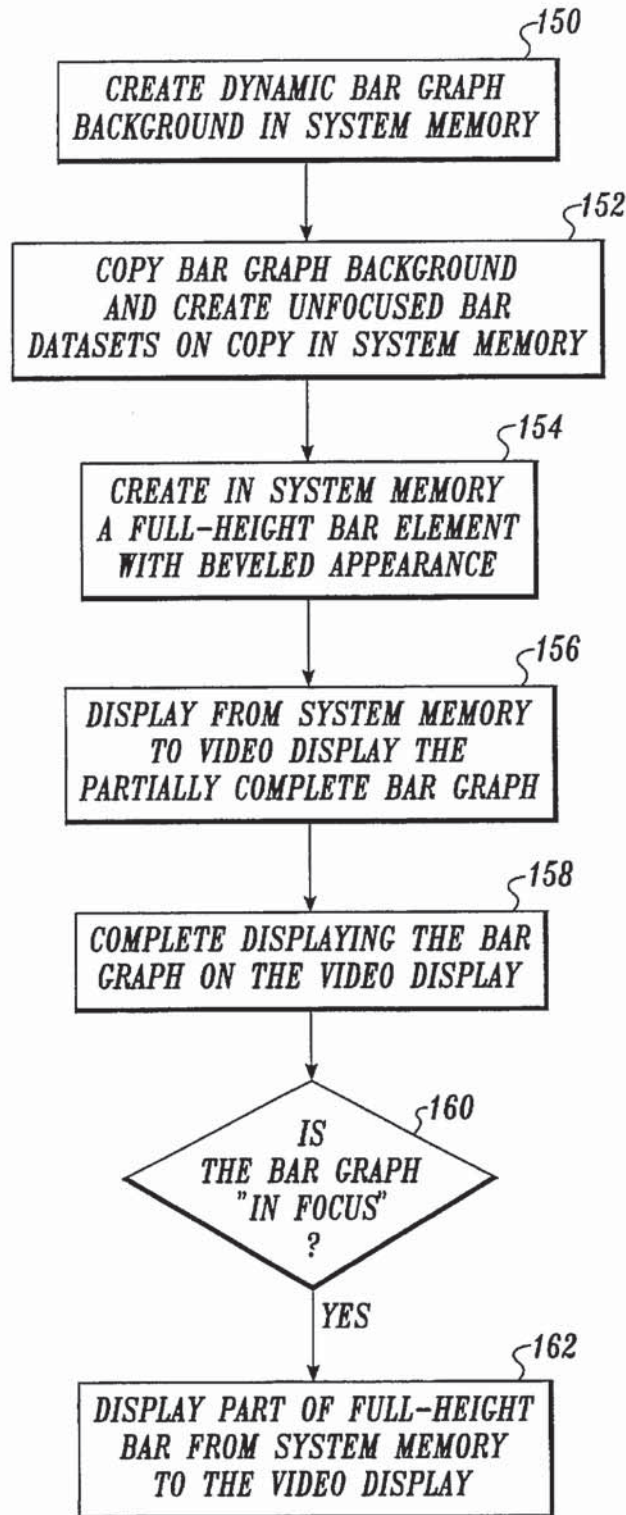 150
CREATE DYNAMIC BAR GRAPH
BACKGROUND IN SYSTEM MEMORY
152
COPY BAR GRAPH BACKGROUND
AND CREATE UNFOCUSED BAR
DATASETS ON COPY IN SYSTEM MEMORY
154
CREATE IN SYSTEM MEMORY
A FULL-HEIGHT BAR ELEMENT
WITH BEVELED APPEARANCE
156
DISPLAY FROM SYSTEM MEMORY
TO VIDEO DISPLAY THE
PARTIALLY COMPLETE BAR GRAPH
158
COMPLETE DISPLAYING THE BAR
GRAPH ON THE VIDEO DISPLAY
160
IS
THE BAR GRAPH
"IN FOCUS"
?
YES
162
DISPLAY PART OF FULL-HEIGHT
BAR FROM SYSTEM MEMORY
TO THE VIDEO DISPLAY